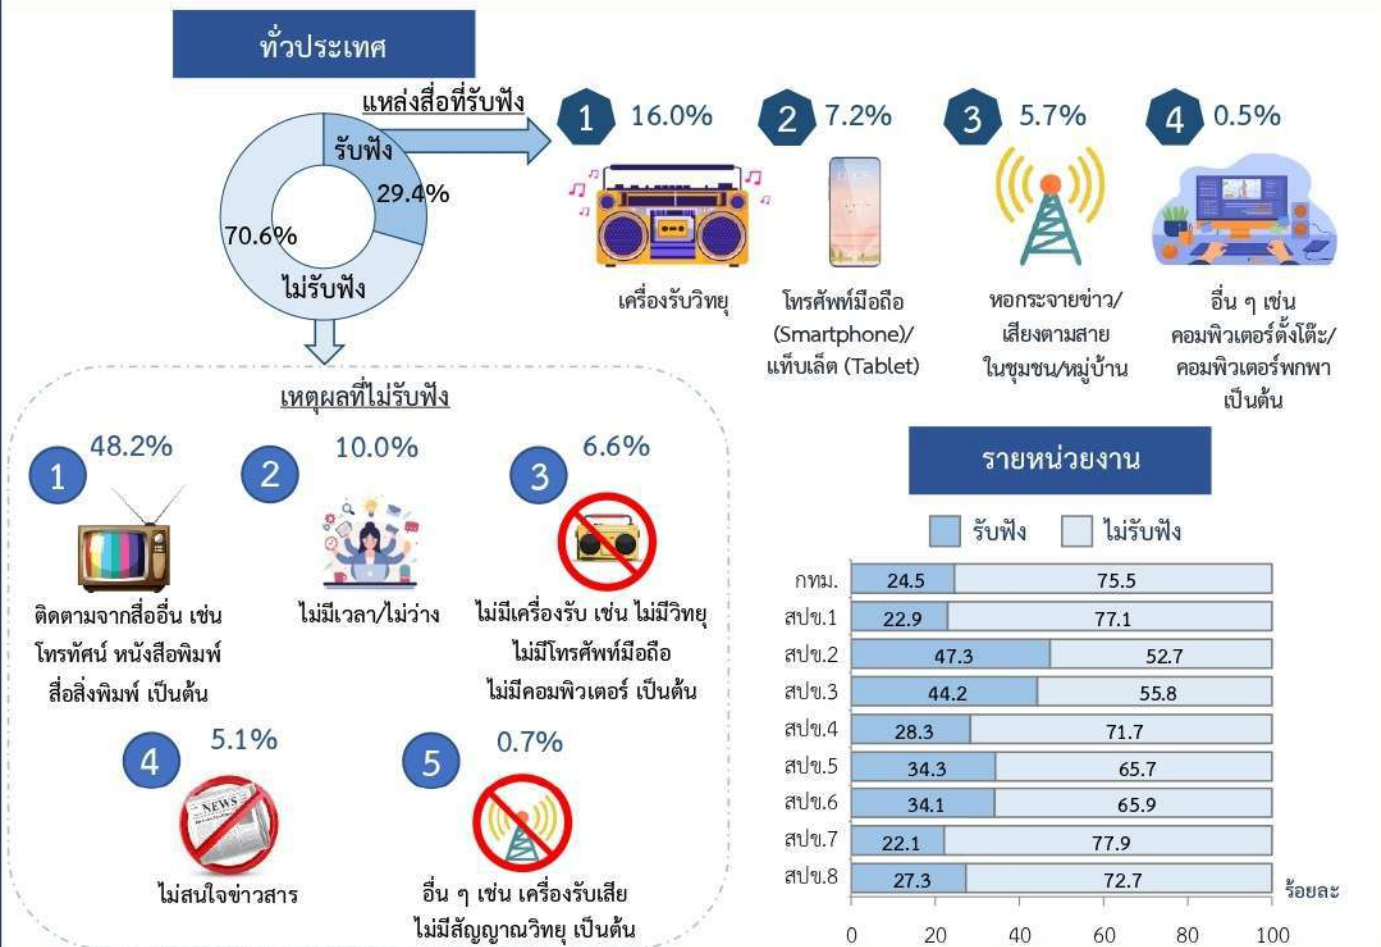 ทั่วประเทศ
แหล่งสื่อที่รับฟัง
รับฟัง
29.4%
70.6%
ไม่รับฟัง
1 16.0%
เครื่องรับวิทยุ
2 7.2%
โทรศัพท์มือถือ
(Smartphone)/
แท็บเล็ต (Tablet)
3 5.7%
หอกระจายข่าว/
เสียงตามสาย
ในชุมชน/หมู่บ้าน
4 0.5%
อื่น ๆ เช่น
คอมพิวเตอร์ตั้งโต๊ะ/
คอมพิวเตอร์พกพา
เป็นต้น
เหตุผลที่ไม่รับฟัง
1 48.2%
ติดตามจากสื่ออื่น เช่น
โทรทัศน์ หนังสือพิมพ์
สื่อสิ่งพิมพ์ เป็นต้น
2 10.0%
ไม่มีเวลา/ไม่ว่าง
3 6.6%
ไม่มีเครื่องรับ เช่น ไม่มีวิทยุ
ไม่มีโทรศัพท์มือถือ
ไม่มีคอมพิวเตอร์ เป็นต้น
4 5.1%
NEWS
ไม่สนใจข่าวสาร
5 0.7%
อื่น ๆ เช่น เครื่องรับเสีย
ไม่มีสัญญาณวิทยุ เป็นต้น
รายหน่วยงาน
รับฟัง ไม่รับฟัง
กทม. 24.5 75.5
สปข.1 22.9 77.1
สปข.2 47.3 52.7
สปข.3 44.2 55.8
สปข.4 28.3 71.7
สปข.5 34.3 65.7
สปข.6 34.1 65.9
สปข.7 22.1 77.9
สปข.8 27.3 72.7
ร้อยละ
0 20 40 60 80 100